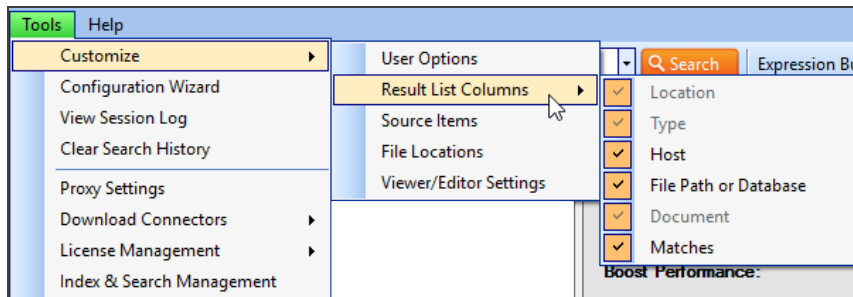 Tools Help
Customize
Configuration Wizard
View Session Log
Clear Search History
Proxy Settings
Download Connectors
License Management
Index & Search Management
User Options
Result List Columns
Source Items
File Locations
Viewer/Editor Settings
Search
Expression Bu
Location
Type
Host
File Path or Database
Document
Matches
Boost Performance: